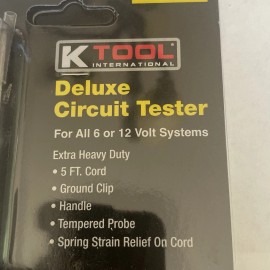 K TOOL
INTERNATIONAL
Deluxe
Circuit Tester
For All 6 or 12 Volt Systems
Extra Heavy Duty
• 5 FT. Cord
• Ground Clip
• Handle
• Tempered Probe
• Spring Strain Relief On Cord